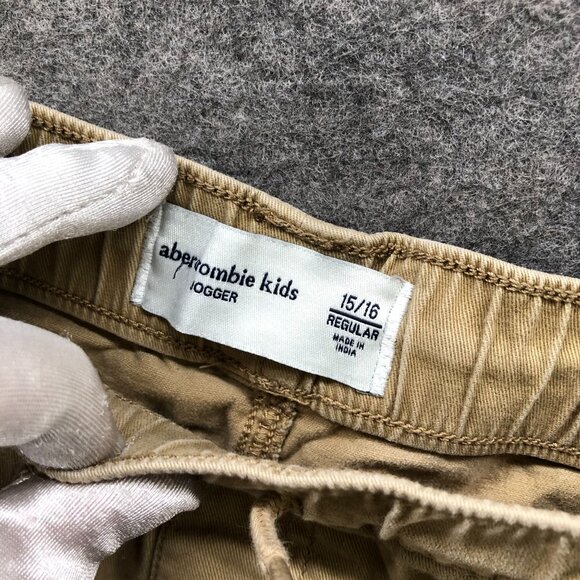 abercrombie kids
JOGGER
15/16
REGULAR
MADE IN
INDIA